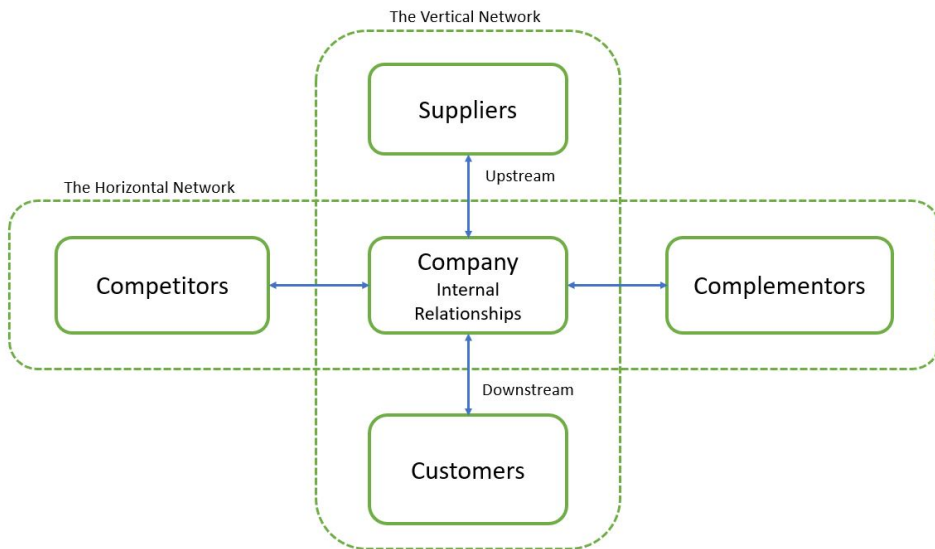 The Vertical Network
Suppliers
Upstream
The Horizontal Network
Competitors
Company
Internal
Relationships
Complementors
Downstream
Customers